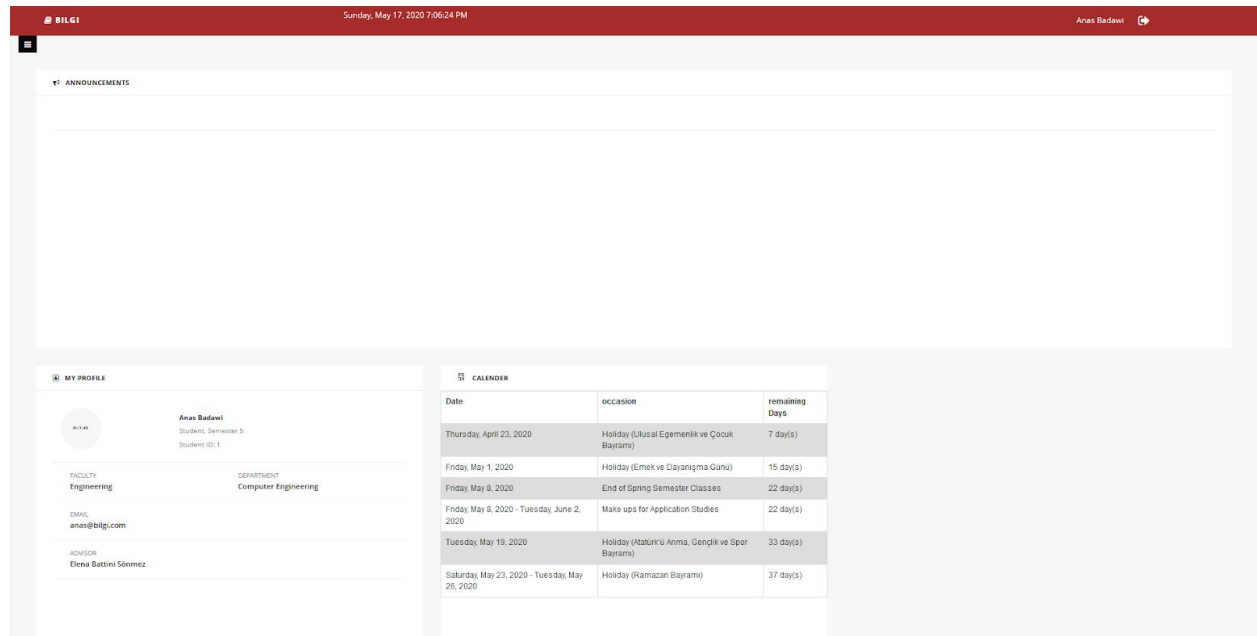 BILGI
Sunday, May 17, 2020 7:06:24 PM
Anas Badawi
ANNOUNCEMENTS
MY PROFILE
Anas Badawi
Student, Semester 5
Student ID: 1
FACULTY
DEPARTMENT
Engineering
Computer Engineering
EMAIL
anas@bilgi.com
ADVISOR
Elena Battini Sönmez
CALENDER
Date occasion remaining
Days
Thursday, April 23, 2020 Holiday (Ulusal Egemenlik ve Çocuk 7 day(s)
Bayramı)
Friday, May 1, 2020 Holiday (Emek ve Dayanışma Günü) 15 day(s)
Friday, May 8, 2020 End of Spring Semester Classes 22 day(s)
Friday, May 8, 2020 - Tuesday, June 2, Make ups for Application Studies 22 day(s)
2020
Tuesday, May 19, 2020 Holiday (Atatürk'ü Anma, Gençlik ve Spor 33 day(s)
Bayramı)
Saturday, May 23, 2020 - Tuesday, May Holiday (Ramazan Bayramı) 37 day(s)
26, 2020